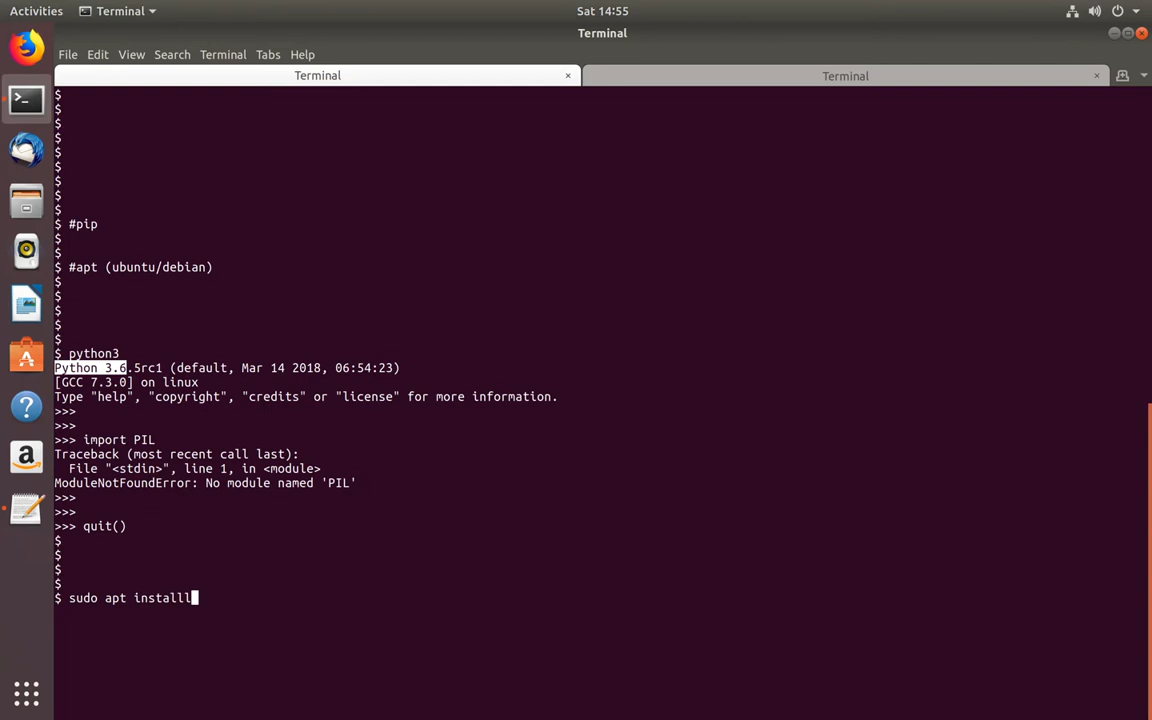 Activities Terminal Sat 14:55
Terminal
File Edit View Search Terminal Tabs Help
Terminal × Terminal ×
$
$
$
$
$
$
$
$
$
$ #pip
$
$
$ #apt (ubuntu/debian)
$
$
$
$
$
$ python3
Python 3.6.5rc1 (default, Mar 14 2018, 06:54:23)
[GCC 7.3.0] on linux
Type "help", "copyright", "credits" or "license" for more information.
>>>
>>>
>>> import PIL
Traceback (most recent call last):
File "<stdin>", line 1, in <module>
ModuleNotFoundError: No module named 'PIL'
>>>
>>>
>>> quit()
$
$
$
$
$ sudo apt installl